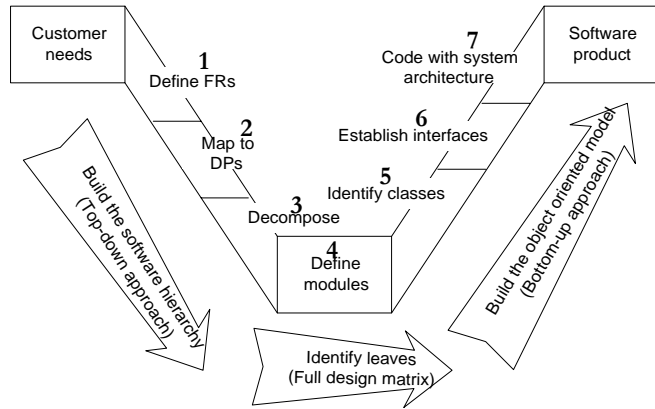 Customer
needs
1
Define FRs
2
Map to
DPs
3
Decompose
4
Define
modules
5
Identify classes
6
Establish interfaces
7
Code with system
architecture
Software
product
Build the software hierarchy
(Top-down approach)
Identify leaves
(Full design matrix)
Build the object oriented model
(Bottom-up approach)